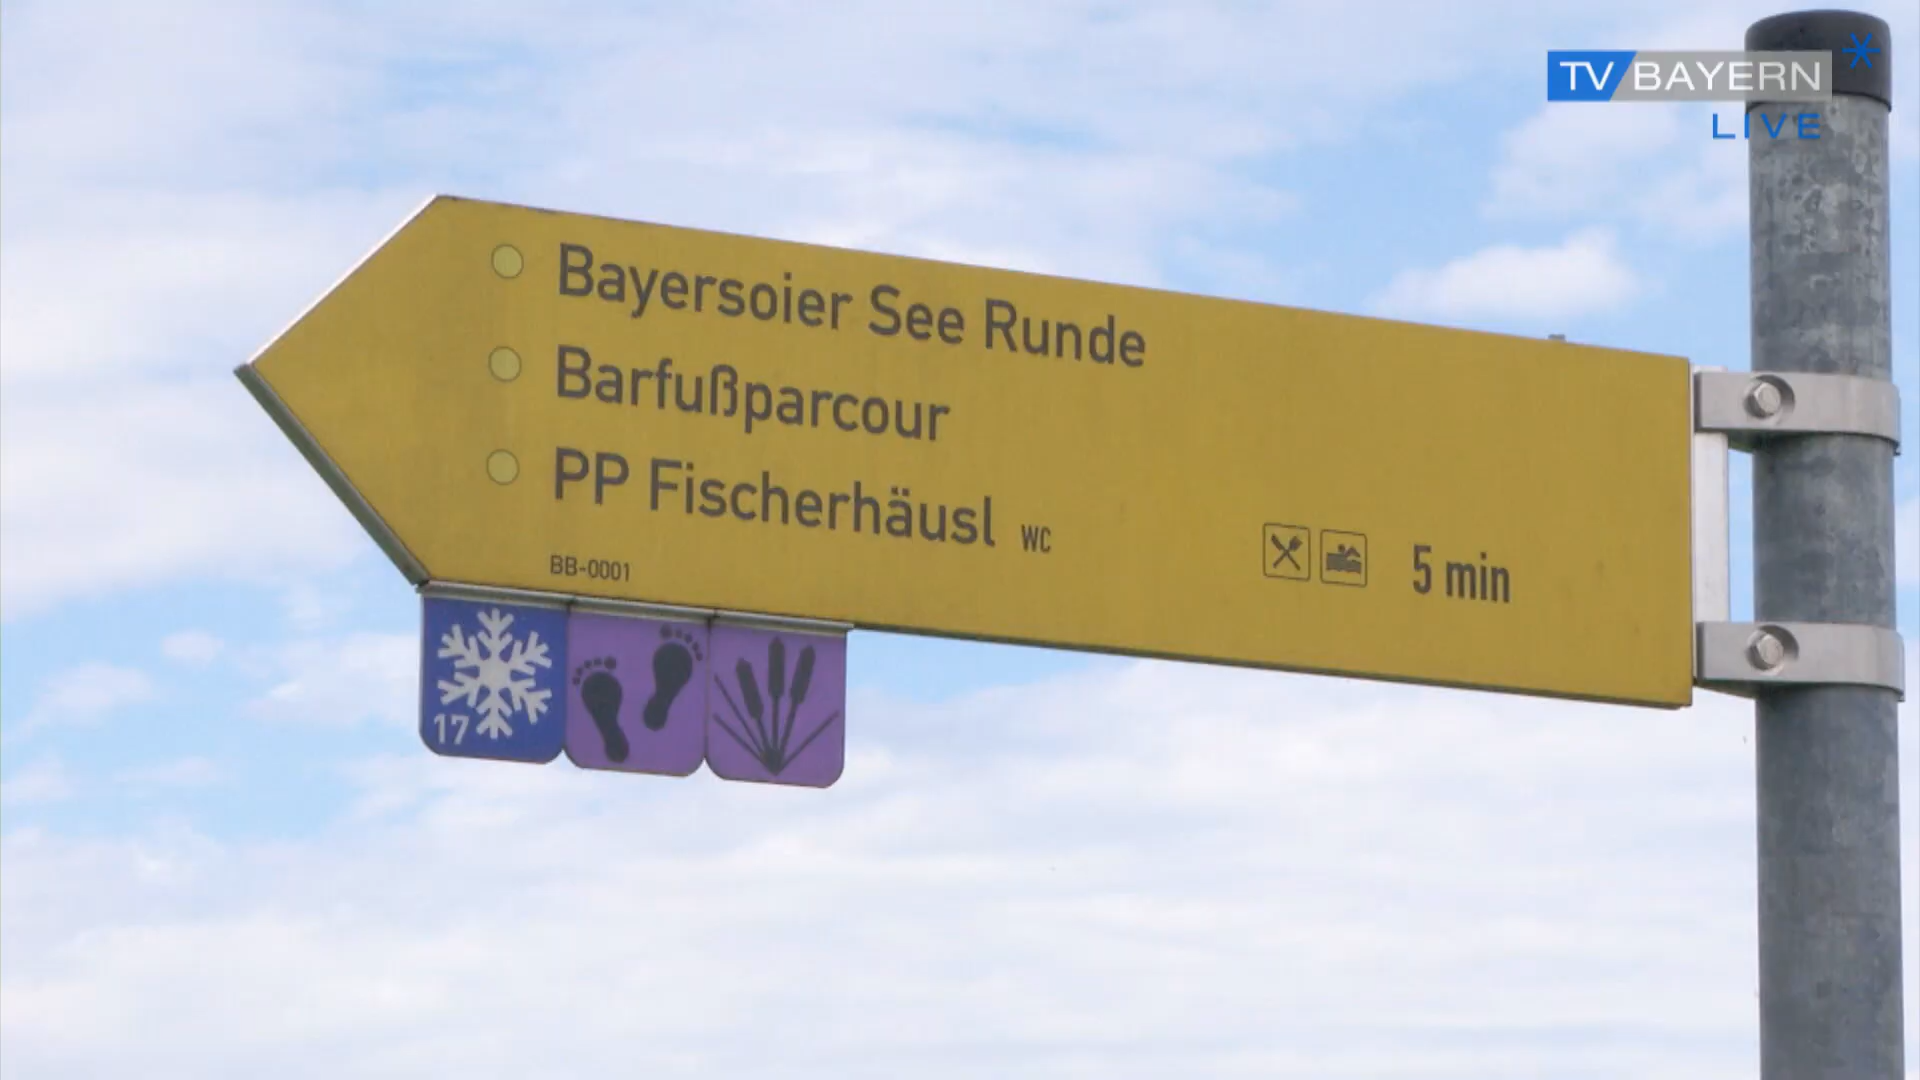 TV BAYERN
LIVE
Bayersoier See Runde
Barfußparcour
PP Fischerhäusl WC
5 min
BB-0001
17